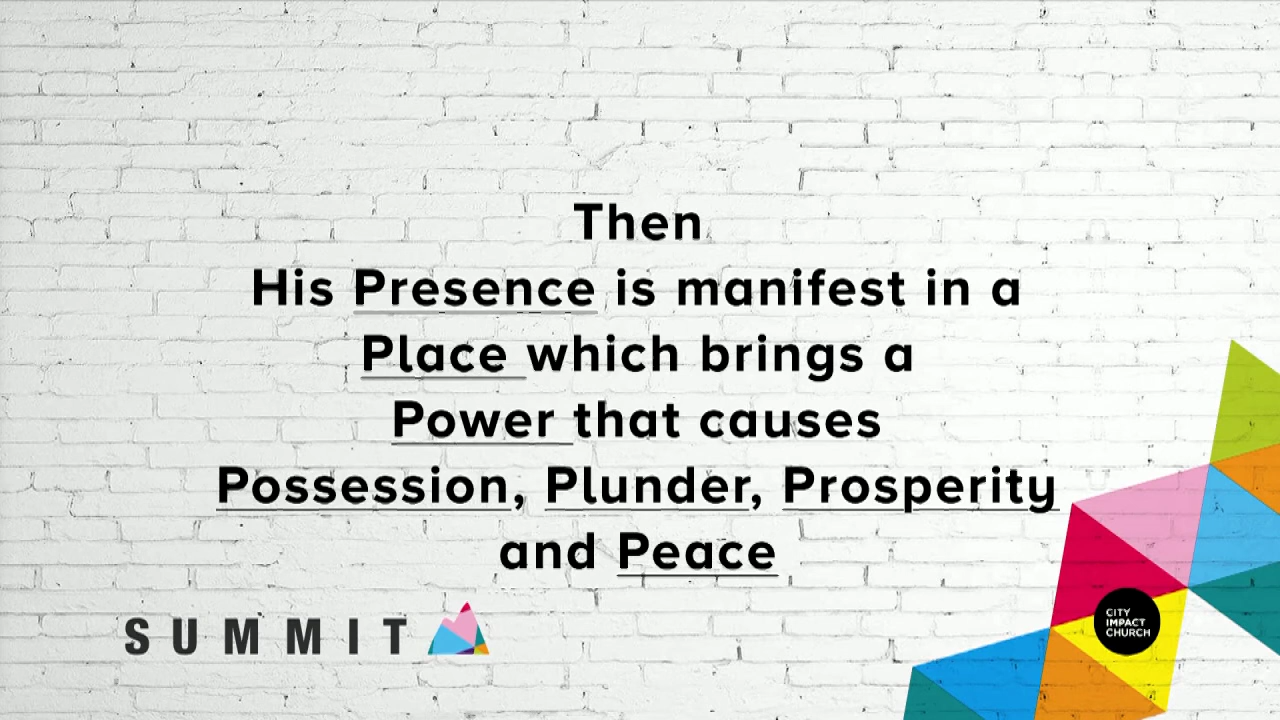 Then
His Presence is manifest in a
Place which brings a
Power that causes
Possession, Plunder, Prosperity
and Peace
SUMMIT
CITY
IMPACT
CHURCH